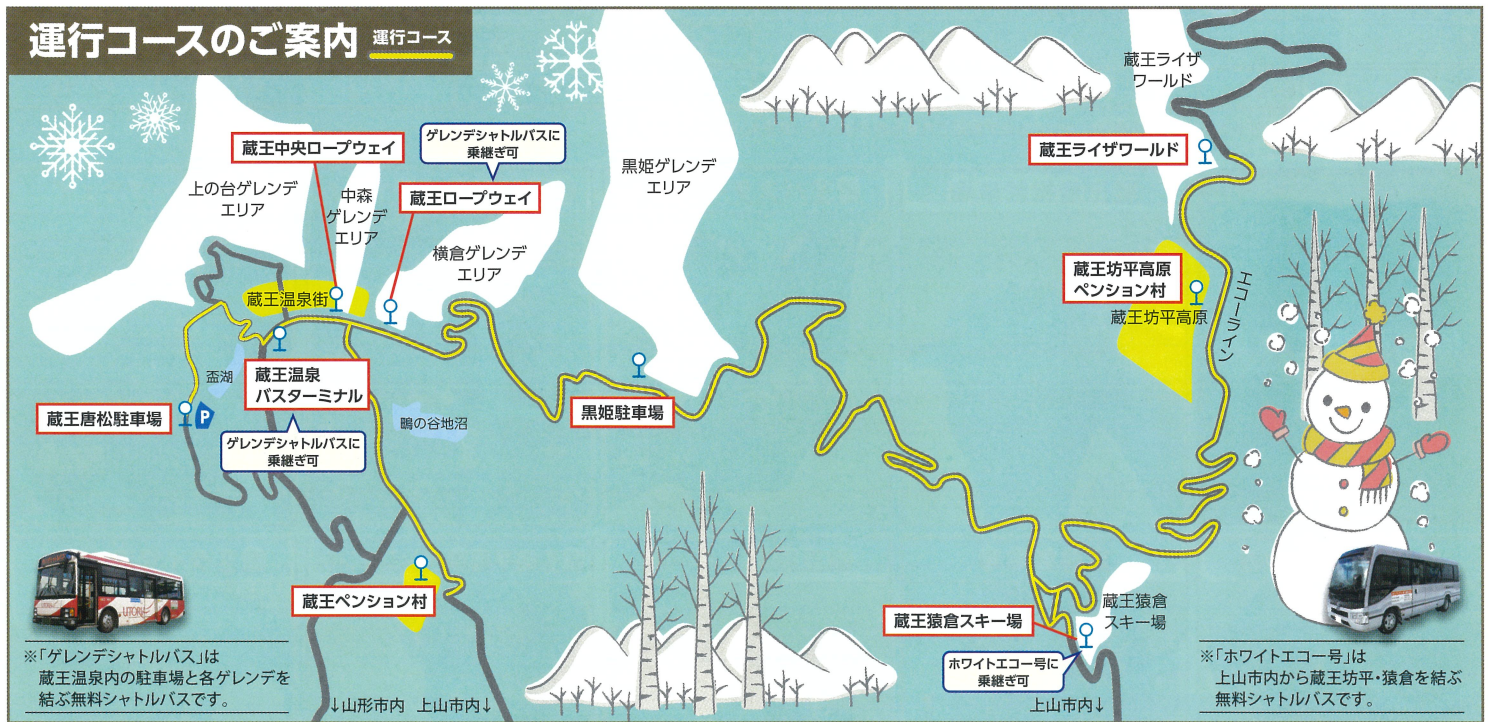 運行コースのご案内 運行コース
蔵王ライザ
ワールド
蔵王中央ロープウェイ
ゲレンデシャトルバスに
乗継ぎ可
蔵王ライザワールド
上の台ゲレンデ
エリア
中森
ゲレンデ
エリア
蔵王ロープウェイ
黒姫ゲレンデ
エリア
横倉ゲレンデ
エリア
蔵王坊平高原
ペンション村
蔵王坊平高原
エコーライン
蔵王温泉街
盃湖
蔵王温泉
バスターミナル
蔵王唐松駐車場
P
ゲレンデシャトルバスに
乗継ぎ可
鴫の谷地沼
黒姫駐車場
蔵王ペンション村
蔵王猿倉スキー場
蔵王猿倉
スキー場
ホワイトエコー号に
乗継ぎ可
UTOPIA
※「ゲレンデシャトルバス」は
蔵王温泉内の駐車場と各ゲレンデを
結ぶ無料シャトルバスです。
↓山形市内 上山市内↓
上山市内↓
※「ホワイトエコー号」は
上山市内から蔵王坊平・猿倉を結ぶ
無料シャトルバスです。